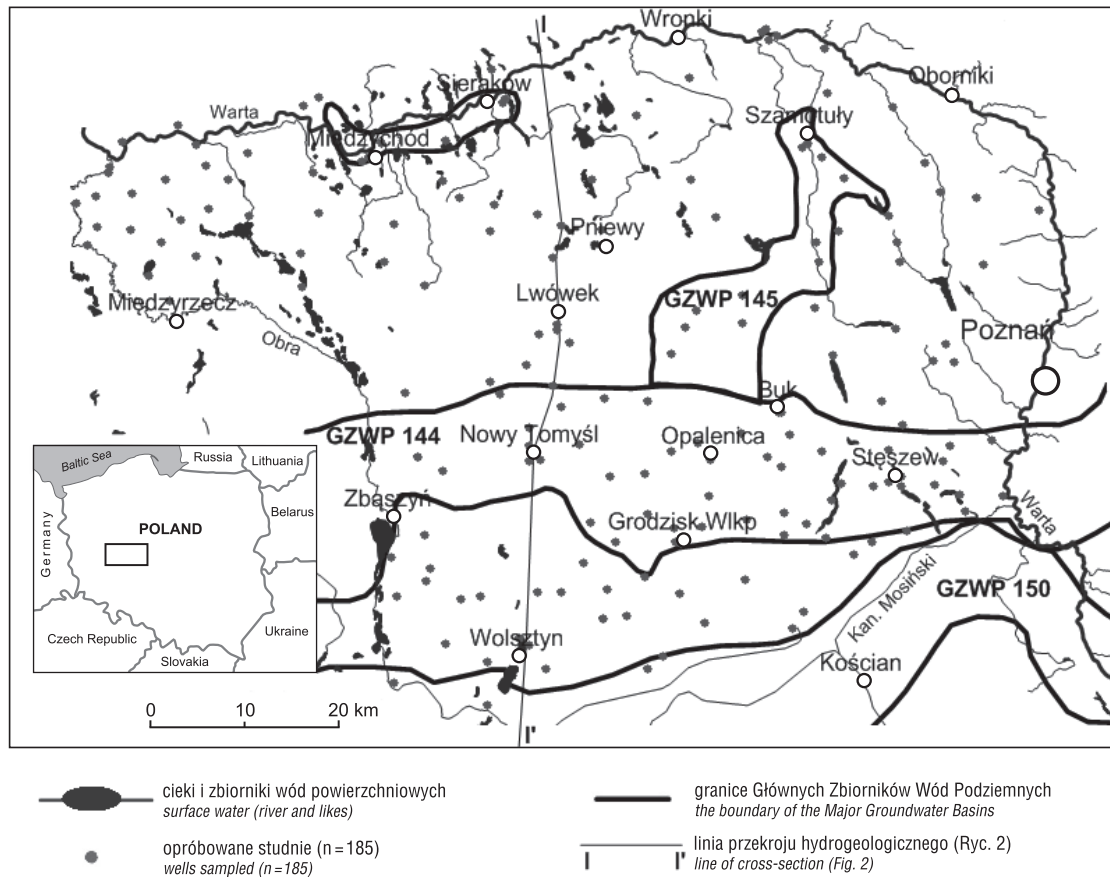 I
Wronki
Oborniki
Sieraków
Szamotuły
Warta
Międzychód
Pniewy
Lwówek
GZWP 145
Międzyrzecz
Obra
Poznań
Buk
GZWP 144
Nowy Tomyśl
Opalenica
Stęszew
Zbąszyń
Grodzisk Wlkp
Warta
Kan. Mosiński
GZWP 150
Wolsztyn
Kościan
Baltic Sea
Russia
Lithuania
Germany
POLAND
Belarus
Czech Republic
Ukraine
Slovakia
0 10 20 km
I'
cieki i zbiorniki wód powierzchniowych
surface water (river and likes)
opróbowane studnie (n=185)
wells sampled (n=185)
granice Głównych Zbiorników Wód Podziemnych
the boundary of the Major Groundwater Basins
I I' linia przekroju hydrogeologicznego (Ryc. 2)
line of cross-section (Fig. 2)